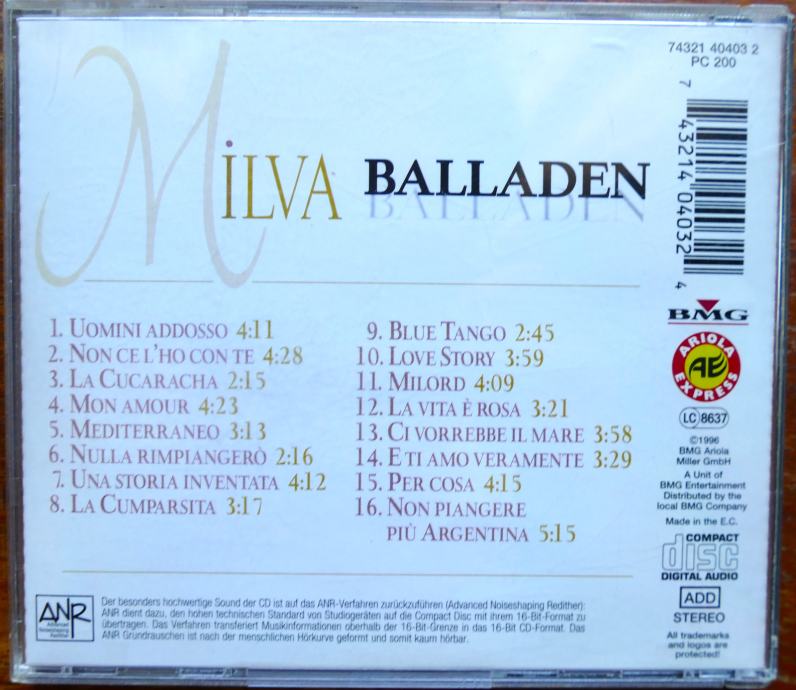 74321 40403 2
PC 200
7 43214 04032 4
MiLVA BALLADEN
1. UOMINI ADDOSSO 4:11
2. NON CE L'HO CON TE 4:28
3. LA CUCARACHA 2:15
4. MON AMOUR 4:23
5. MEDITERRANEO 3:13
6. NULLA RIMPIANGERÒ 2:16
7. UNA STORIA INVENTATA 4:12
8. LA CUMPARSITA 3:17
9. BLUE TANGO 2:45
10. LOVE STORY 3:59
11. MILORD 4:09
12. LA VITA È ROSA 3:21
13. CI VORREBBE IL MARE 3:58
14. E TI AMO VERAMENTE 3:29
15. PER COSA 4:15
16. NON PIANGERE
PIÙ ARGENTINA 5:15
BMG
ARIOLA
AE
EXPRESS
LC 8637
©1996
BMG Ariola
Miller GmbH
A Unit of
BMG Entertainment
Distributed by the
local BMG Company
Made in the E.C.
COMPACT
disc
DIGITAL AUDIO
ADD
STEREO
All trademarks
and logos are
protected!
ANR
Advanced
Noiseshaping
Redither
Der besonders hochwertige Sound der CD ist auf das ANR-Verfahren zurückzuführen (Advanced Noiseshaping Redither):
ANR dient dazu, den hohen technischen Standard von Studiogeräten auf die Compact Disc mit ihrem 16-Bit-Format zu
übertragen. Das Verfahren transferiert Musikinformationen oberhalb der 16-Bit-Grenze in das 16-Bit CD-Format. Das
ANR Grundrauschen ist nach der menschlichen Hörkurve geformt und somit kaum hörbar.